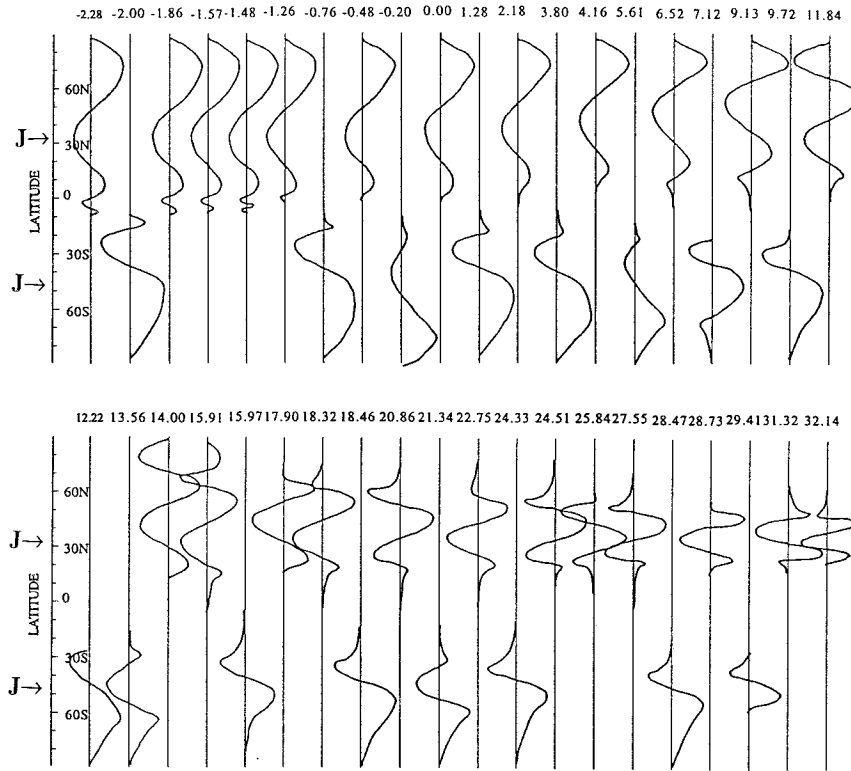 -2.28 -2.00 -1.86 -1.57 -1.48 -1.26 -0.76 -0.48 -0.20 0.00 1.28 2.18 3.80 4.16 5.61 6.52 7.12 9.13 9.72 11.84
60N
J→
30N
0
LATITUDE
30S
J→
60S
12.22 13.56 14.00 15.91 15.97 17.90 18.32 18.46 20.86 21.34 22.75 24.33 24.51 25.84 27.55 28.47 28.73 29.41 31.32 32.14
60N
J→
30N
0
LATITUDE
30S
J→
60S